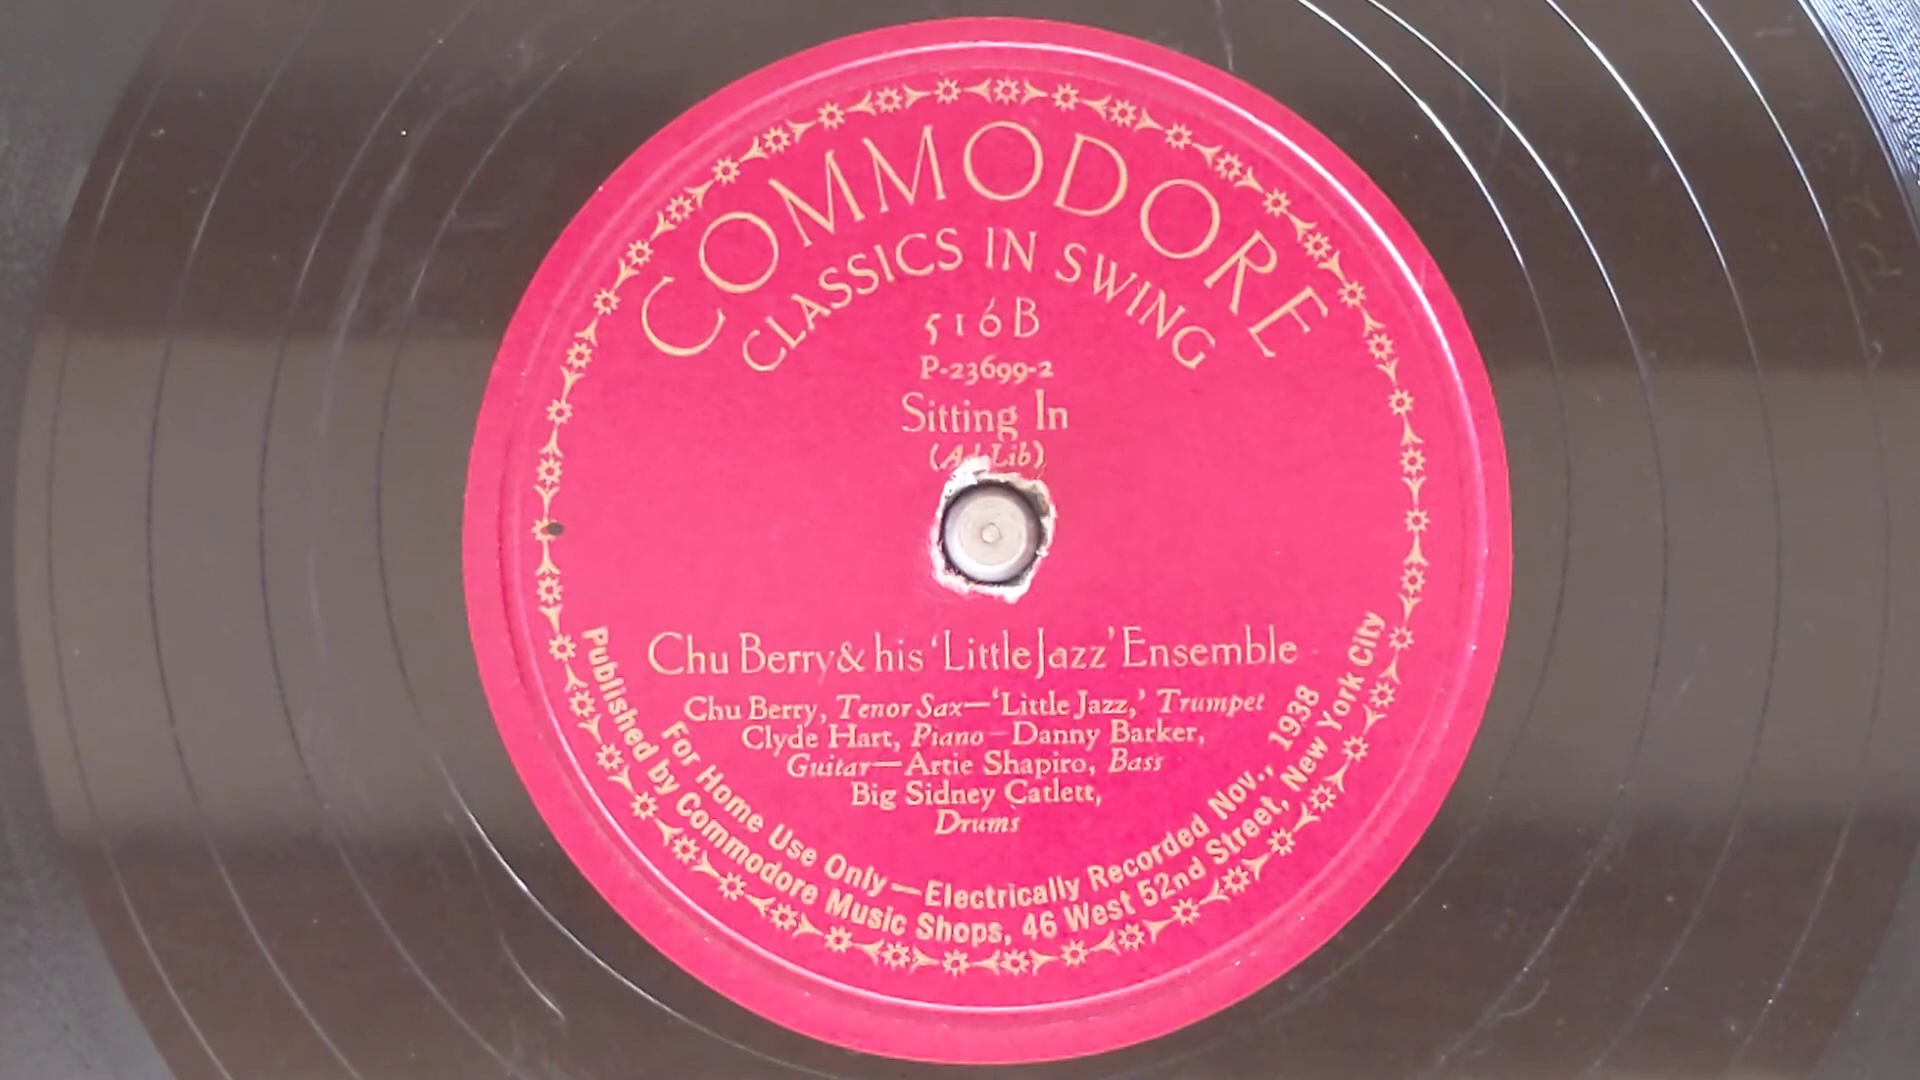 COMMODORE
CLASSICS IN SWING
516B
P-23699-2
Sitting In
(Ad Lib)
Chu Berry & his 'Little Jazz' Ensemble
Chu Berry, Tenor Sax—'Little Jazz,' Trumpet
Clyde Hart, Piano—Danny Barker,
Guitar—Artie Shapiro, Bass
Big Sidney Catlett,
Drums
For Home Use Only—Electrically Recorded Nov., 1938
Published by Commodore Music Shops, 46 West 52nd Street, New York City